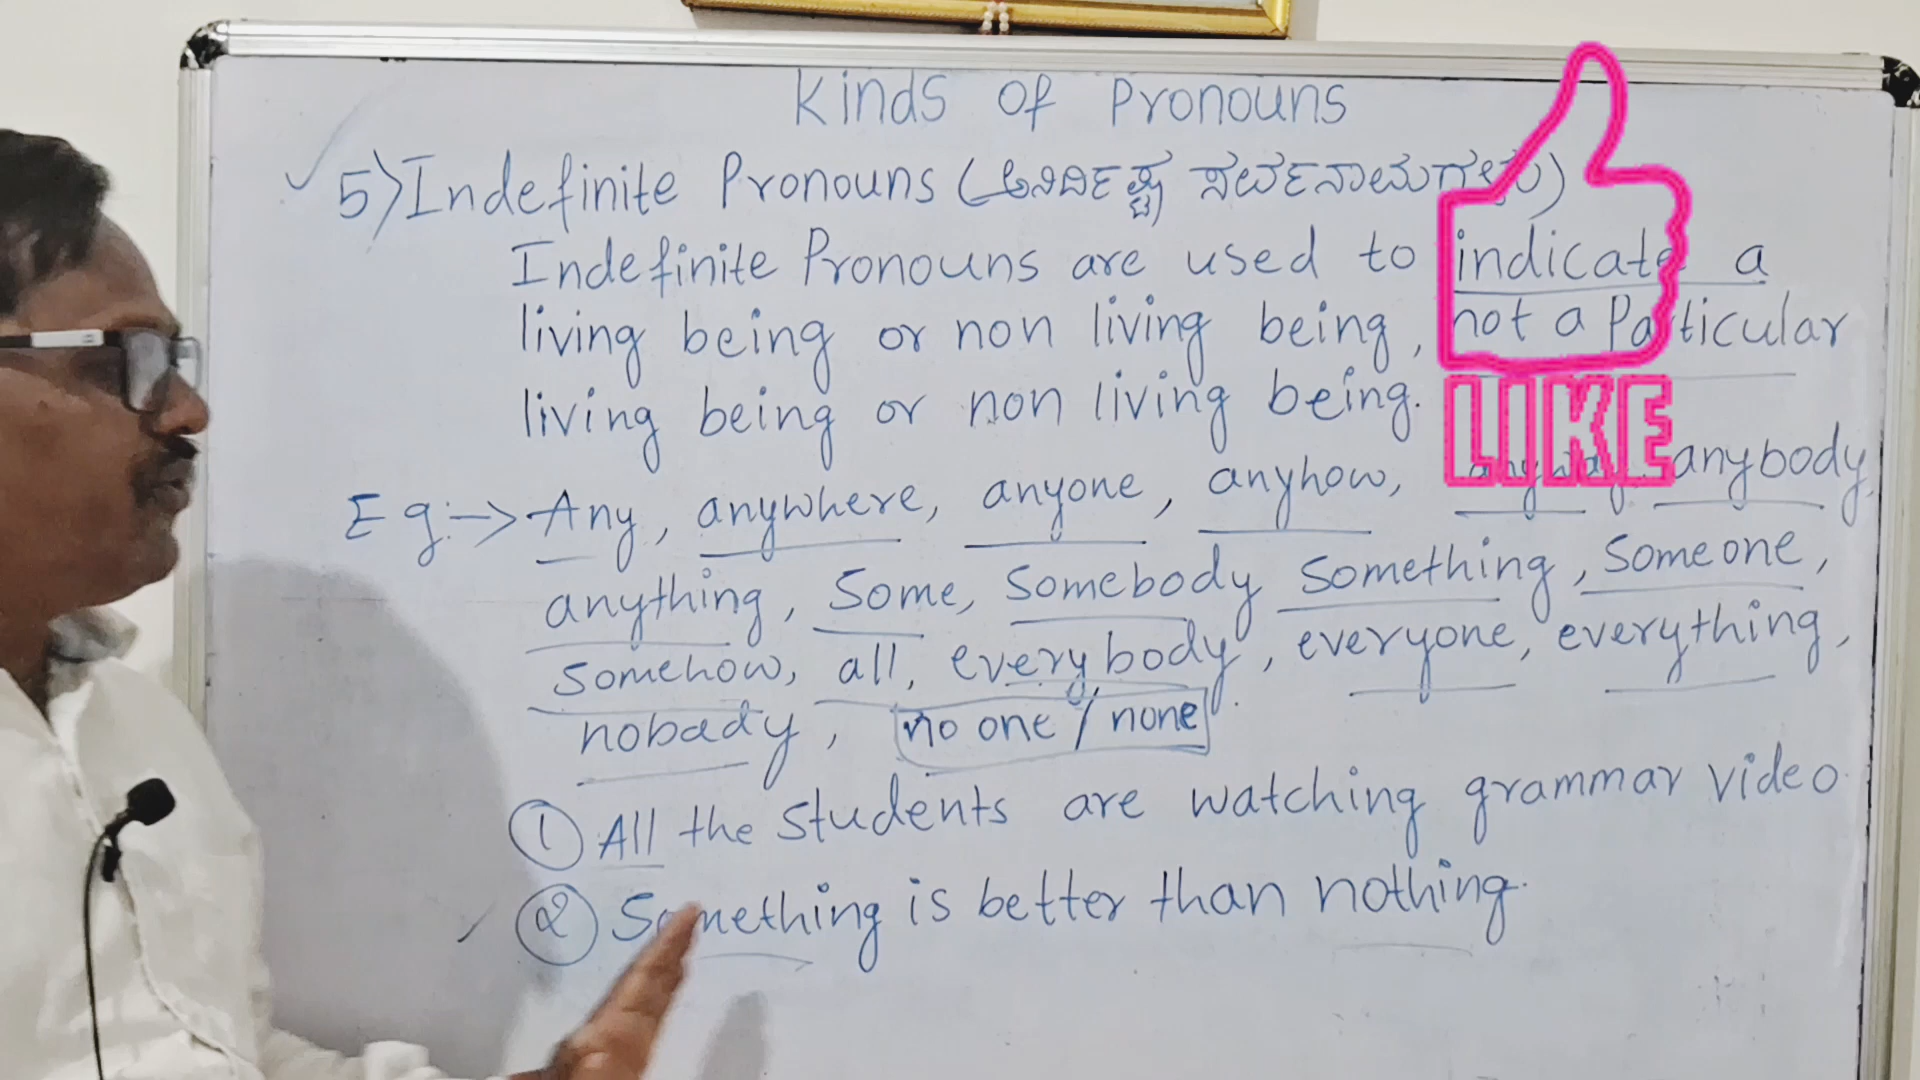 Kinds of Pronouns
5) Indefinite Pronouns (ಅನಿರ್ದಿಷ್ಟ ಸರ್ವನಾಮಗಳು)
Indefinite Pronouns are used to indicate a
living being or non living being, not a Particular
living being or non living being.
LIKE
Eg:-> Any, anywhere, anyone, anyhow, anybody,
anything, Some, Somebody Something, Someone,
Somehow, all, everybody, everyone, everything,
nobady, no one / none.
① All the Students are watching grammar video.
② Something is better than nothing.